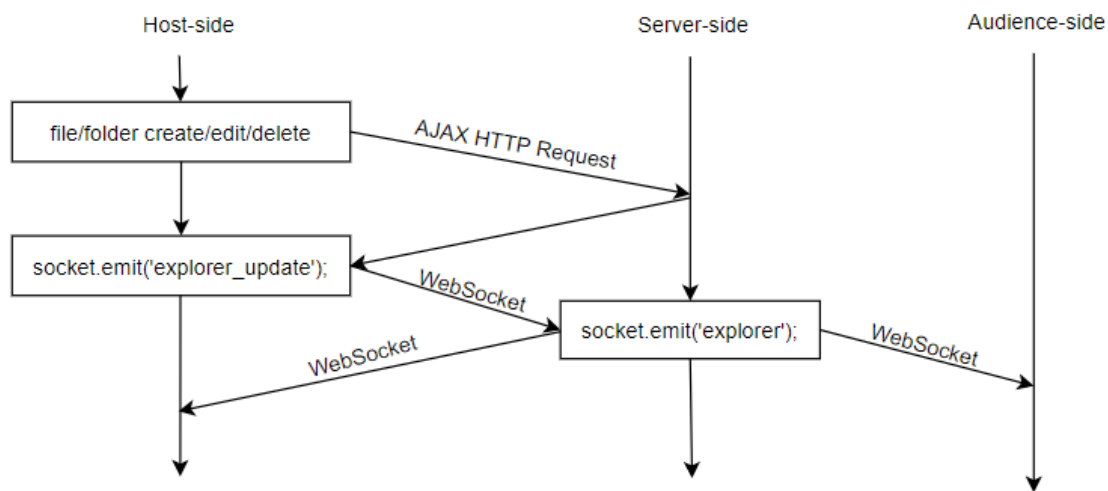 Host-side
Server-side
Audience-side
file/folder create/edit/delete
AJAX HTTP Request
socket.emit('explorer_update');
WebSocket
socket.emit('explorer');
WebSocket
WebSocket